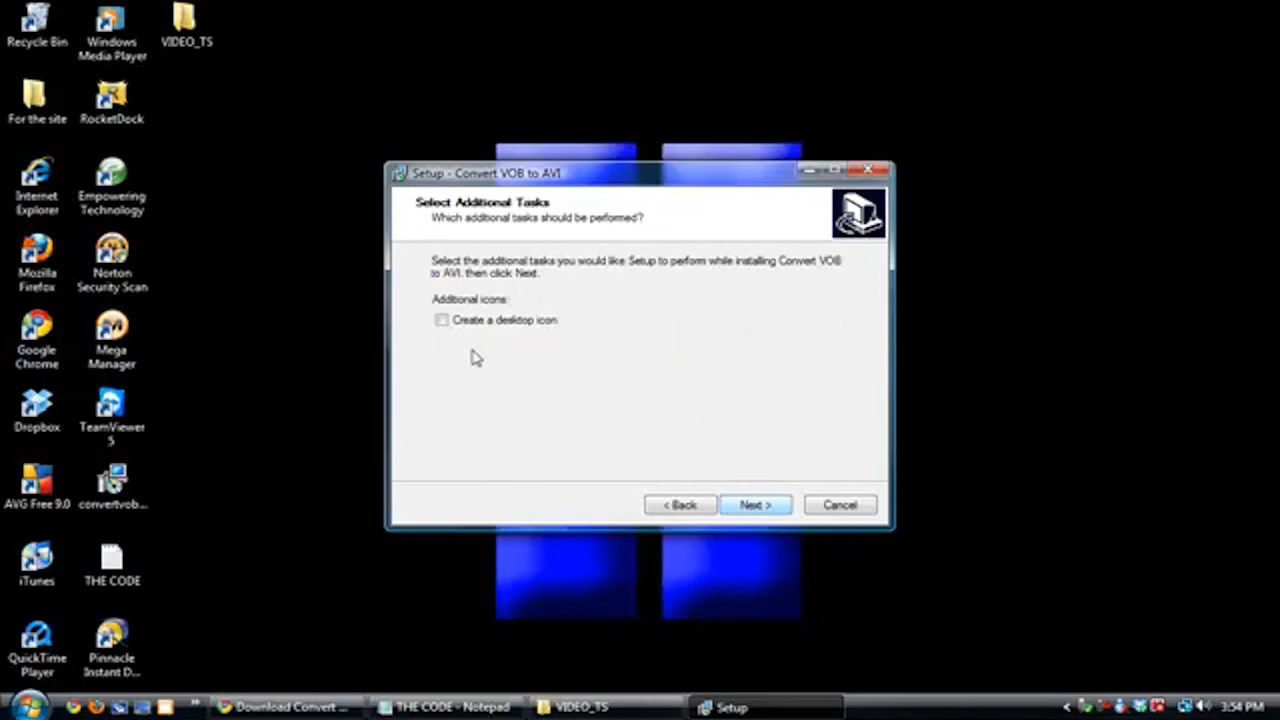 Recycle Bin
Windows
Media Player
VIDEO_TS
For the site
RocketDock
Internet
Explorer
Empowering
Technology
Mozilla
Firefox
Norton
Security Scan
Google
Chrome
Mega
Manager
Dropbox
TeamViewer
5
AVG Free 9.0
convertvob...
iTunes
THE CODE
QuickTime
Player
Pinnacle
Instant D...
Setup - Convert VOB to AVI
Select Additional Tasks
Which additional tasks should be performed?
Select the additional tasks you would like Setup to perform while installing Convert VOB
to AVI, then click Next.
Additional icons:
Create a desktop icon
< Back
Next >
Cancel
Download Convert ...
THE CODE - Notepad
VIDEO_TS
Setup
3:54 PM